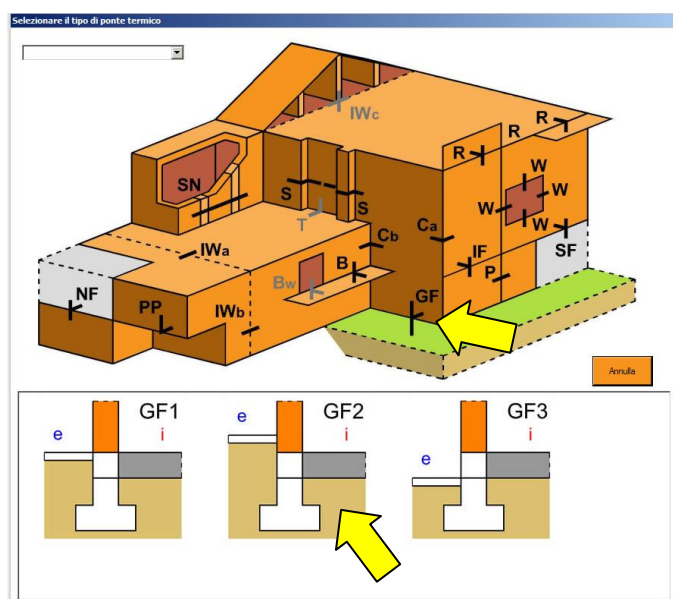 Selezionare il tipo di ponte termico
IWc
R
R
R
SN
W
W
S
S
W
T
Ca
W
Cb
IWa
IF
SF
B
Bw
P
NF
GF
PP
IWb
Annulla
GF1
GF2
GF3
e
i
e
i
e
i